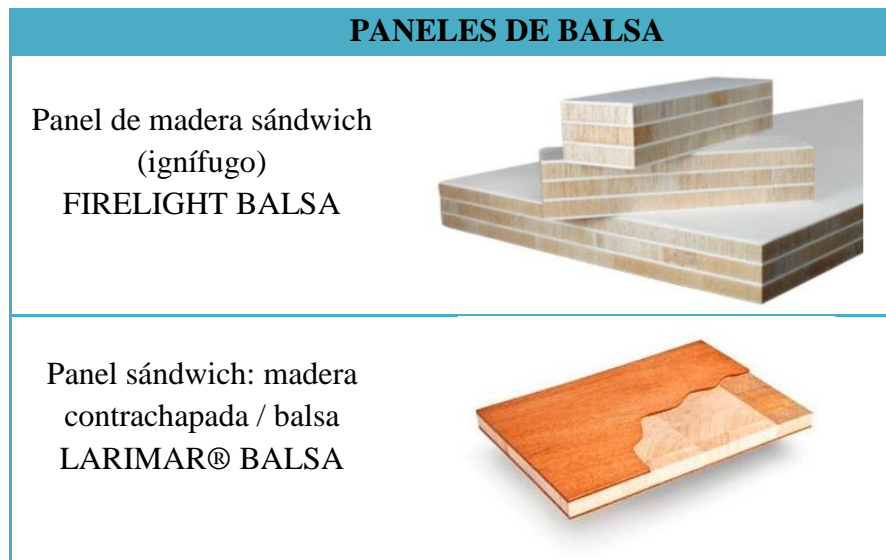 PANELES DE BALSA
Panel de madera sándwich
(ignífugo)
FIRELIGHT BALSA
Panel sándwich: madera
contrachapada / balsa
LARIMAR® BALSA